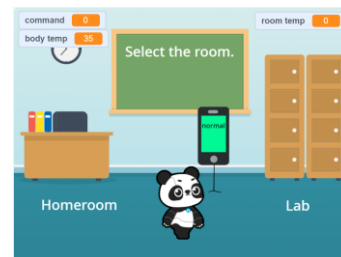 command 0
body temp 35
room temp 0
Select the room.
normal
Homeroom
Lab